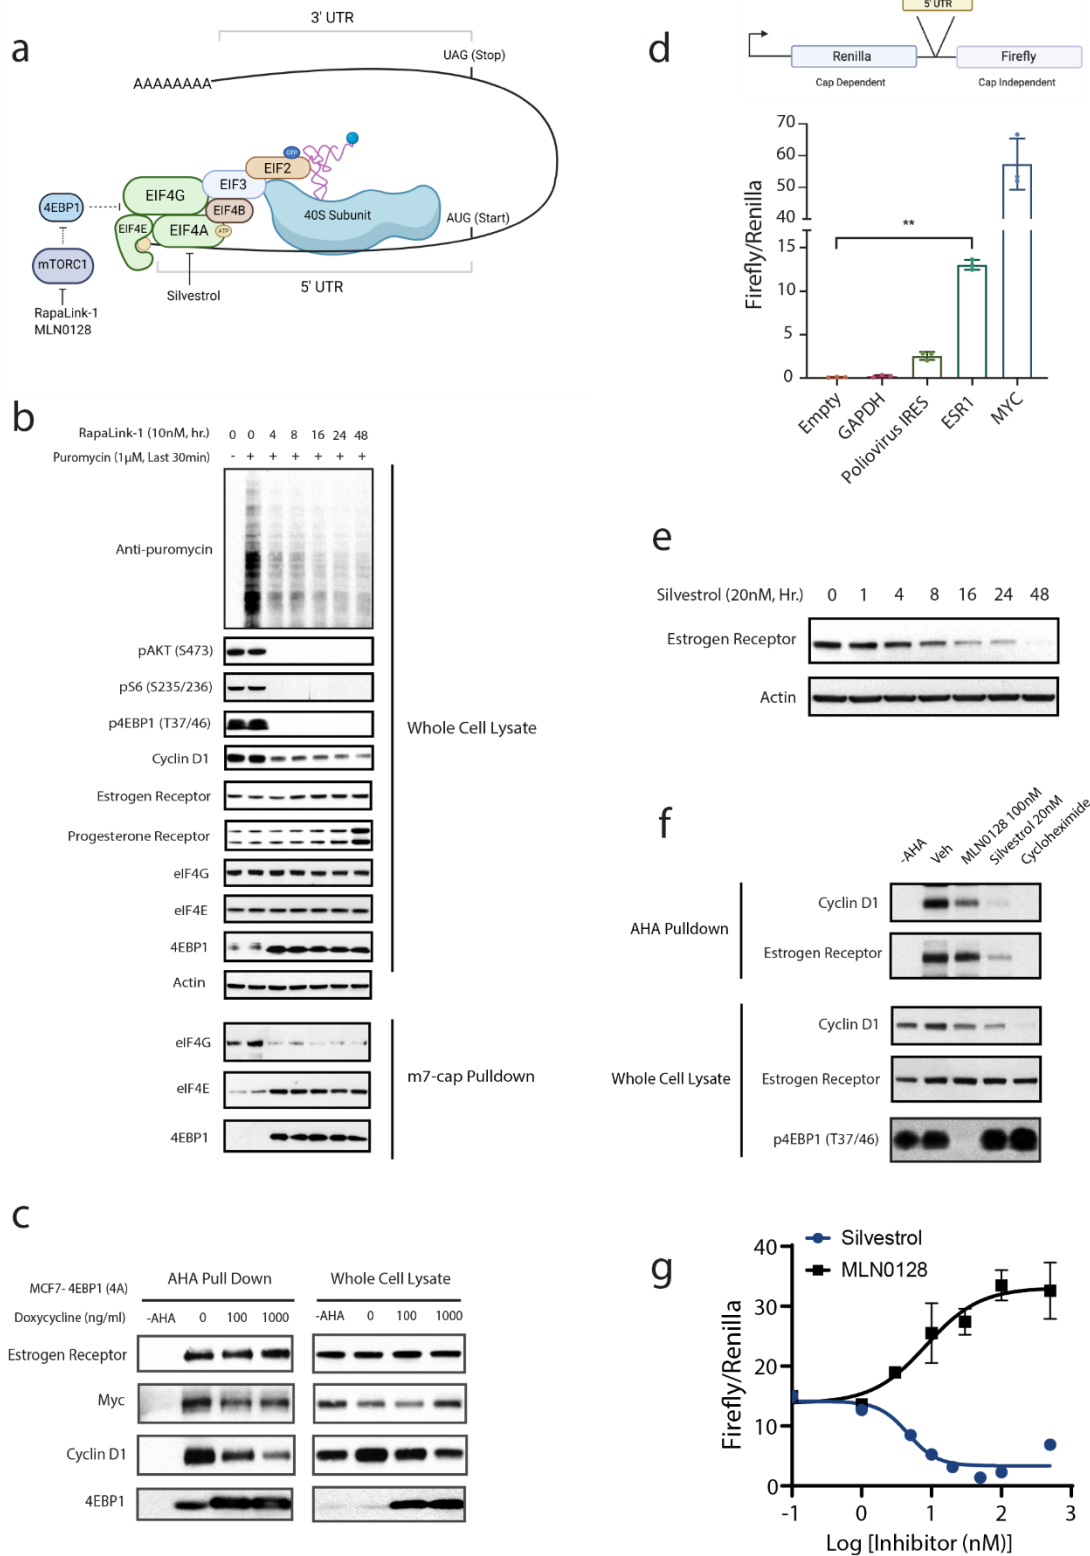 a
3' UTR
UAG (Stop)
AAAAAAAA
GTP
EIF2
EIF3
EIF4G
4EBP1
EIF4B
40S Subunit
EIF4E
EIF4A
ATP
AUG (Start)
mTORC1
5' UTR
Silvestrol
RapaLink-1
MLN0128
b
RapaLink-1 (10nM, hr.) 0 0 4 8 16 24 48
Puromycin (1µM, Last 30min) - + + + + + +
Anti-puromycin
pAKT (S473)
pS6 (S235/236)
p4EBP1 (T37/46)
Whole Cell Lysate
Cyclin D1
Estrogen Receptor
Progesterone Receptor
eIF4G
eIF4E
4EBP1
Actin
eIF4G
eIF4E
m7-cap Pulldown
4EBP1
c
MCF7- 4EBP1 (4A)
AHA Pull Down Whole Cell Lysate
Doxycycline (ng/ml) -AHA 0 100 1000 -AHA 0 100 1000
Estrogen Receptor
Myc
Cyclin D1
4EBP1
d
5' UTR
Renilla Firefly
Cap Dependent Cap Independent
70
60
50
40
15
10
5
0
**
Firefly/Renilla
Empty
GAPDH
Poliovirus IRES
ESR1
MYC
e
Silvestrol (20nM, Hr.) 0 1 4 8 16 24 48
Estrogen Receptor
Actin
f
-AHA
Veh
MLN0128 100nM
Silvestrol 20nM
Cycloheximide
Cyclin D1
AHA Pulldown
Estrogen Receptor
Cyclin D1
Whole Cell Lysate
Estrogen Receptor
p4EBP1 (T37/46)
g
Silvestrol
MLN0128
40
30
20
10
0
Firefly/Renilla
-1 0 1 2 3
Log [Inhibitor (nM)]